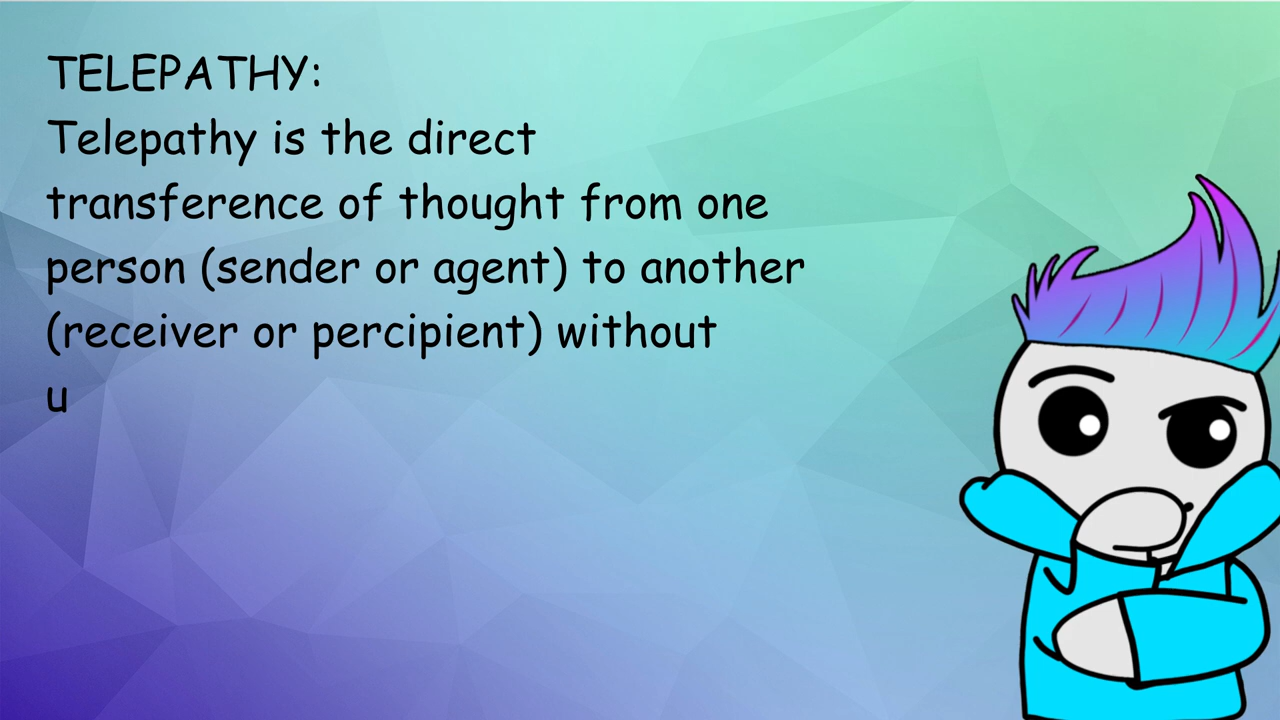 TELEPATHY:
Telepathy is the direct
transference of thought from one
person (sender or agent) to another
(receiver or percipient) without
u